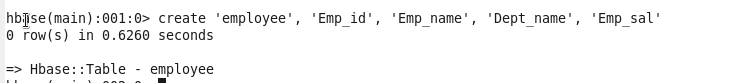 hbase(main):001:0> create 'employee', 'Emp_id', 'Emp_name', 'Dept_name', 'Emp_sal'
0 row(s) in 0.6260 seconds
=> Hbase::Table - employee